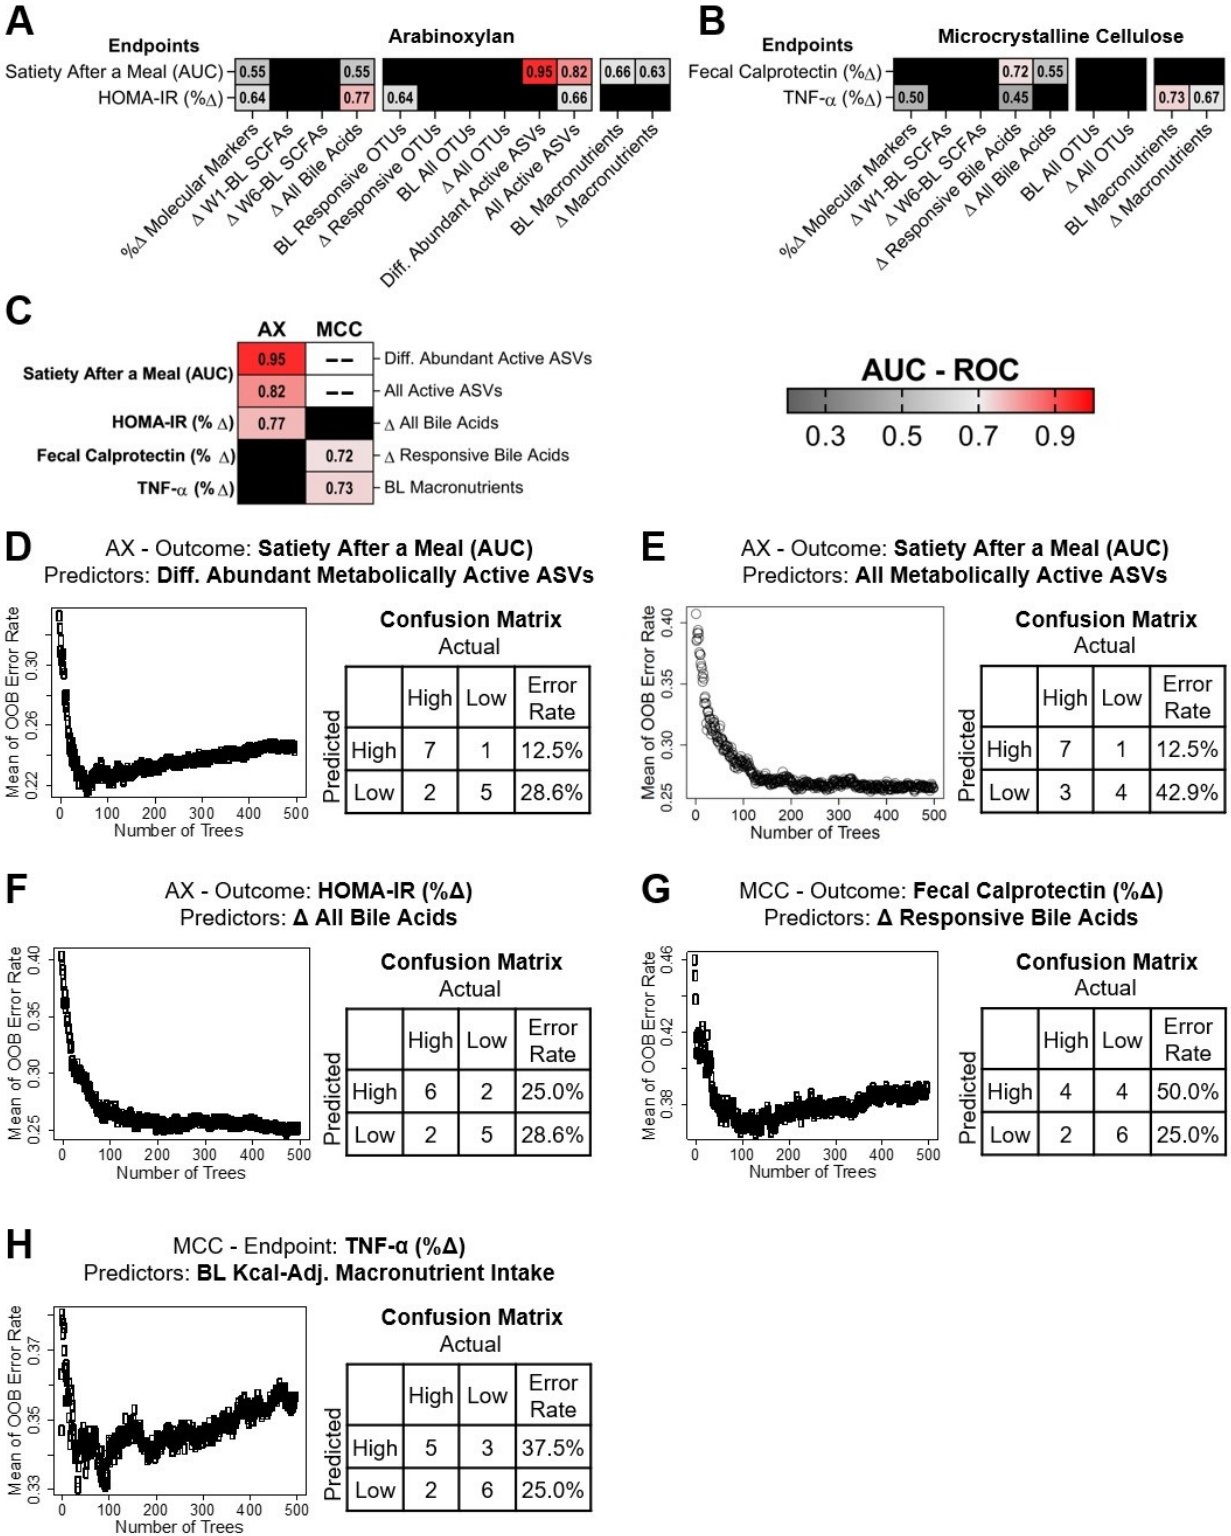 A
Endpoints
Arabinoxylan
Satiety After a Meal (AUC)
0.55
0.55
0.95
0.82
0.66
0.63
HOMA-IR (%Δ)
0.64
0.77
0.64
0.66
%Δ Molecular Markers
Δ W1-BL SCFAs
Δ W6-BL SCFAs
Δ All Bile Acids
BL Responsive OTUs
Δ Responsive OTUs
BL All OTUs
Δ All OTUs
Diff. Abundant Active ASVs
All Active ASVs
BL Macronutrients
Δ Macronutrients
B
Endpoints
Microcrystalline Cellulose
Fecal Calprotectin (%Δ)
0.72
0.55
TNF-α (%Δ)
0.50
0.45
0.73
0.67
%Δ Molecular Markers
Δ W1-BL SCFAs
Δ W6-BL SCFAs
Δ Responsive Bile Acids
Δ All Bile Acids
BL All OTUs
Δ All OTUs
BL Macronutrients
Δ Macronutrients
C
AX MCC
Satiety After a Meal (AUC)
0.95 -- Diff. Abundant Active ASVs
0.82 -- All Active ASVs
HOMA-IR (% Δ) 0.77 Δ All Bile Acids
Fecal Calprotectin (% Δ) 0.72 Δ Responsive Bile Acids
TNF-α (% Δ) 0.73 BL Macronutrients
AUC - ROC
0.3 0.5 0.7 0.9
D
AX - Outcome: Satiety After a Meal (AUC)
Predictors: Diff. Abundant Metabolically Active ASVs
Mean of OOB Error Rate
0.30
0.26
0.22
0 100 200 300 400 500
Number of Trees
Confusion Matrix
Actual
Predicted
High Low Error Rate
High 7 1 12.5%
Low 2 5 28.6%
E
AX - Outcome: Satiety After a Meal (AUC)
Predictors: All Metabolically Active ASVs
Mean of OOB Error Rate
0.40
0.35
0.30
0.25
0 100 200 300 400 500
Number of Trees
Confusion Matrix
Actual
Predicted
High Low Error Rate
High 7 1 12.5%
Low 3 4 42.9%
F
AX - Outcome: HOMA-IR (%Δ)
Predictors: Δ All Bile Acids
Mean of OOB Error Rate
0.40
0.35
0.30
0.25
0 100 200 300 400 500
Number of Trees
Confusion Matrix
Actual
Predicted
High Low Error Rate
High 6 2 25.0%
Low 2 5 28.6%
G
MCC - Outcome: Fecal Calprotectin (%Δ)
Predictors: Δ Responsive Bile Acids
Mean of OOB Error Rate
0.46
0.42
0.38
0 100 200 300 400 500
Number of Trees
Confusion Matrix
Actual
Predicted
High Low Error Rate
High 4 4 50.0%
Low 2 6 25.0%
H
MCC - Endpoint: TNF-α (%Δ)
Predictors: BL Kcal-Adj. Macronutrient Intake
Mean of OOB Error Rate
0.37
0.35
0.33
0 100 200 300 400 500
Number of Trees
Confusion Matrix
Actual
Predicted
High Low Error Rate
High 5 3 37.5%
Low 2 6 25.0%